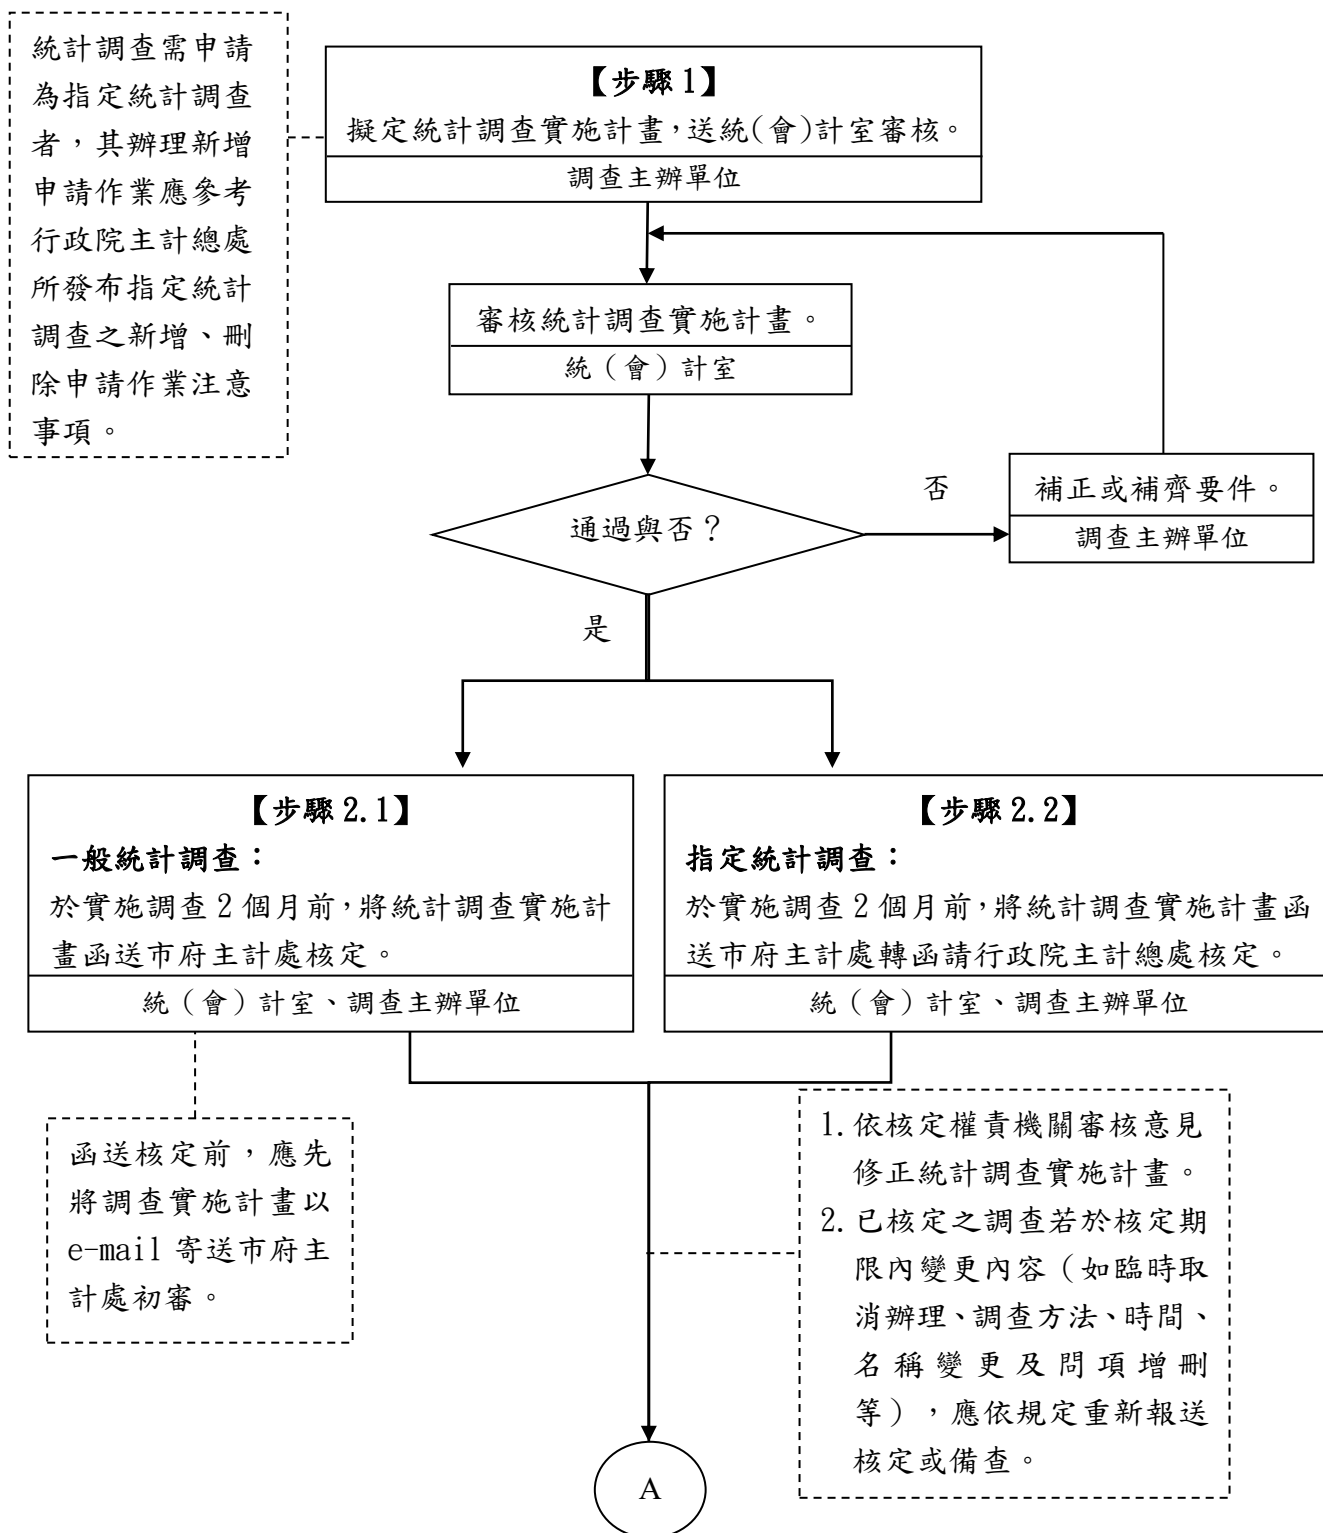 統計調查需申請
為指定統計調查
者，其辦理新增
申請作業應參考
行政院主計總處
所發布指定統計
調查之新增、刪
除申請作業注意
事項。
【步驟1】
擬定統計調查實施計畫，送統(會)計室審核。
調查主辦單位
審核統計調查實施計畫。
統（會）計室
通過與否？
否
補正或補齊要件。
調查主辦單位
是
【步驟2.1】
一般統計調查：
於實施調查2個月前，將統計調查實施計
畫函送市府主計處核定。
統（會）計室、調查主辦單位
【步驟2.2】
指定統計調查：
於實施調查2個月前，將統計調查實施計畫函
送市府主計處轉函請行政院主計總處核定。
統（會）計室、調查主辦單位
函送核定前，應先
將調查實施計畫以
e-mail 寄送市府主
計處初審。
1.依核定權責機關審核意見
修正統計調查實施計畫。
2.已核定之調查若於核定期
限內變更內容（如臨時取
消辦理、調查方法、時間、
名稱變更及問項增刪
等），應依規定重新報送
核定或備查。
A